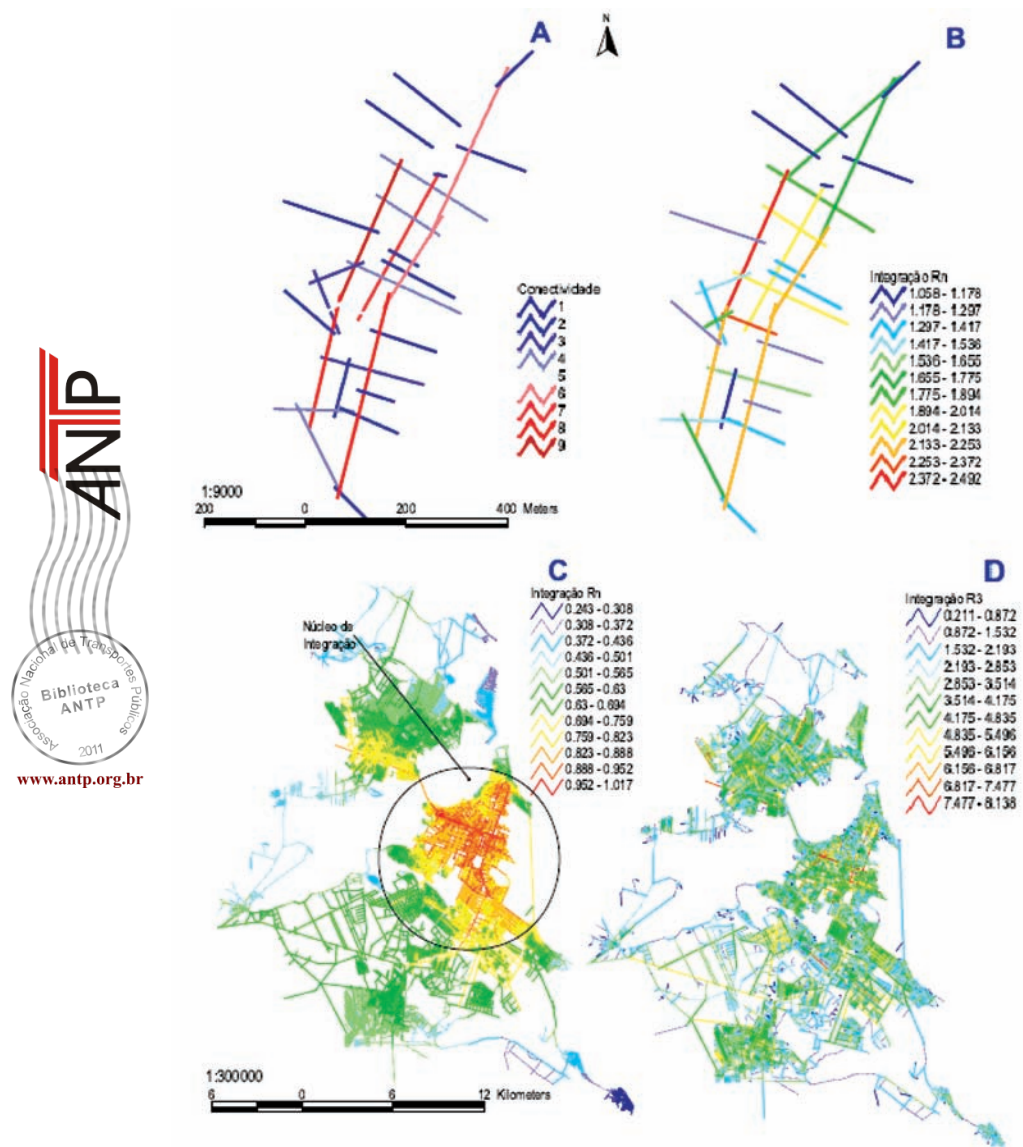 A
N
B
Conectividade
1
2
3
4
5
6
7
8
9
Integração Rn
1.058 - 1.178
1.178 - 1.297
1.297 - 1.417
1.417 - 1.536
1.536 - 1.655
1.655 - 1.775
1.775 - 1.894
1.894 - 2.014
2.014 - 2.133
2.133 - 2.253
2.253 - 2.372
2.372 - 2.492
1:9000
200 0 200 400 Meters
ANTP
Associação Nacional de Transportes Públicos
Biblioteca
ANTP
2011
www.antp.org.br
C
Núcleo de
Integração
Integração Rn
0.243 - 0.308
0.308 - 0.372
0.372 - 0.436
0.436 - 0.501
0.501 - 0.565
0.565 - 0.63
0.63 - 0.694
0.694 - 0.759
0.759 - 0.823
0.823 - 0.888
0.888 - 0.952
0.952 - 1.017
1:300000
6 0 6 12 Kilometers
D
Integração R3
0.211 - 0.872
0.872 - 1.532
1.532 - 2.193
2.193 - 2.853
2.853 - 3.514
3.514 - 4.175
4.175 - 4.835
4.835 - 5.496
5.496 - 6.156
6.156 - 6.817
6.817 - 7.477
7.477 - 8.138